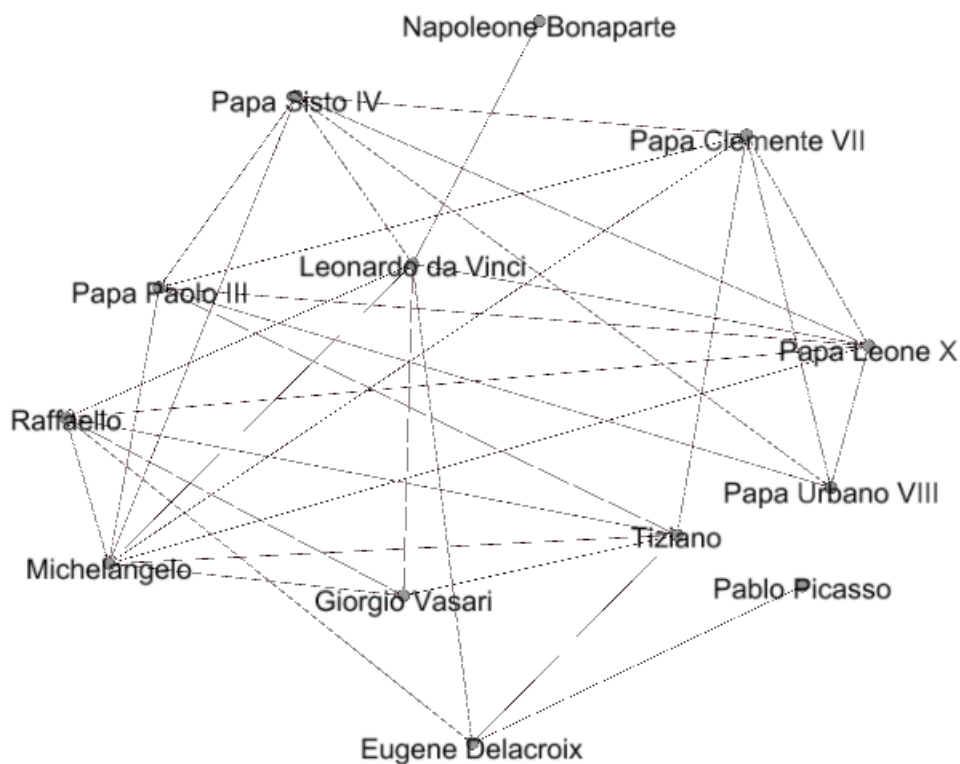 Napoleone Bonaparte
Papa Sisto IV
Papa Clemente VII
Leonardo da Vinci
Papa Paolo III
Papa Leone X
Raffaello
Papa Urbano VIII
Tiziano
Michelangelo
Pablo Picasso
Giorgio Vasari
Eugene Delacroix